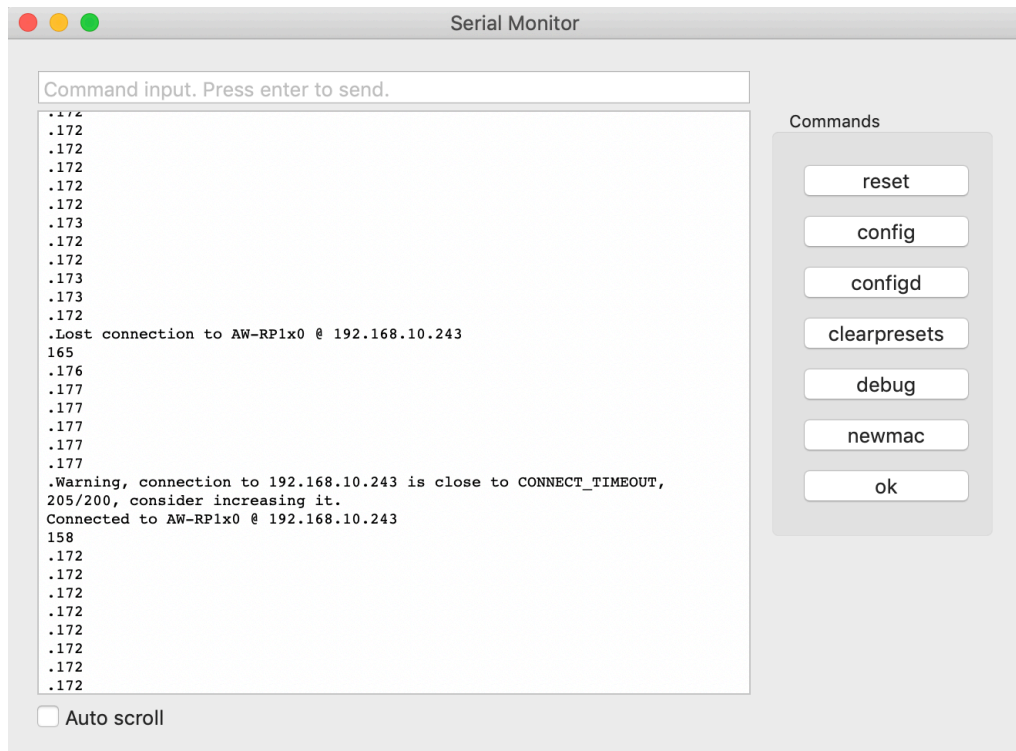 Serial Monitor
Command input. Press enter to send.
.172
.172
.172
.172
.172
.172
.173
.172
.172
.173
.173
.172
.Lost connection to AW-RP1x0 @ 192.168.10.243
165
.176
.177
.177
.177
.177
.177
.Warning, connection to 192.168.10.243 is close to CONNECT_TIMEOUT,
205/200, consider increasing it.
Connected to AW-RP1x0 @ 192.168.10.243
158
.172
.172
.172
.172
.172
.172
.172
.172
Auto scroll
Commands
reset
config
configd
clearpresets
debug
newmac
ok